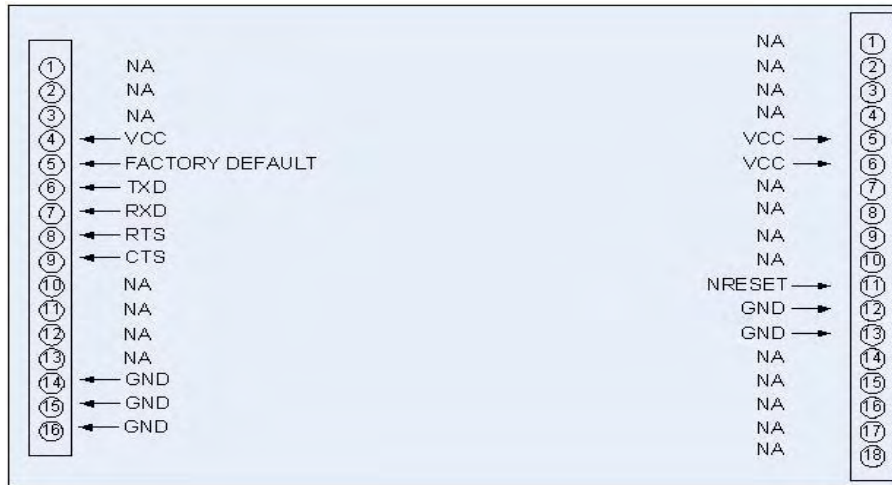 1 NA
2 NA
3 NA
4 VCC
5 FACTORY DEFAULT
6 TXD
7 RXD
8 RTS
9 CTS
10 NA
11 NA
12 NA
13 NA
14 GND
15 GND
16 GND
NA 1
NA 2
NA 3
NA 4
VCC 5
VCC 6
NA 7
NA 8
NA 9
NA 10
NRESET 11
GND 12
GND 13
NA 14
NA 15
NA 16
NA 17
NA 18